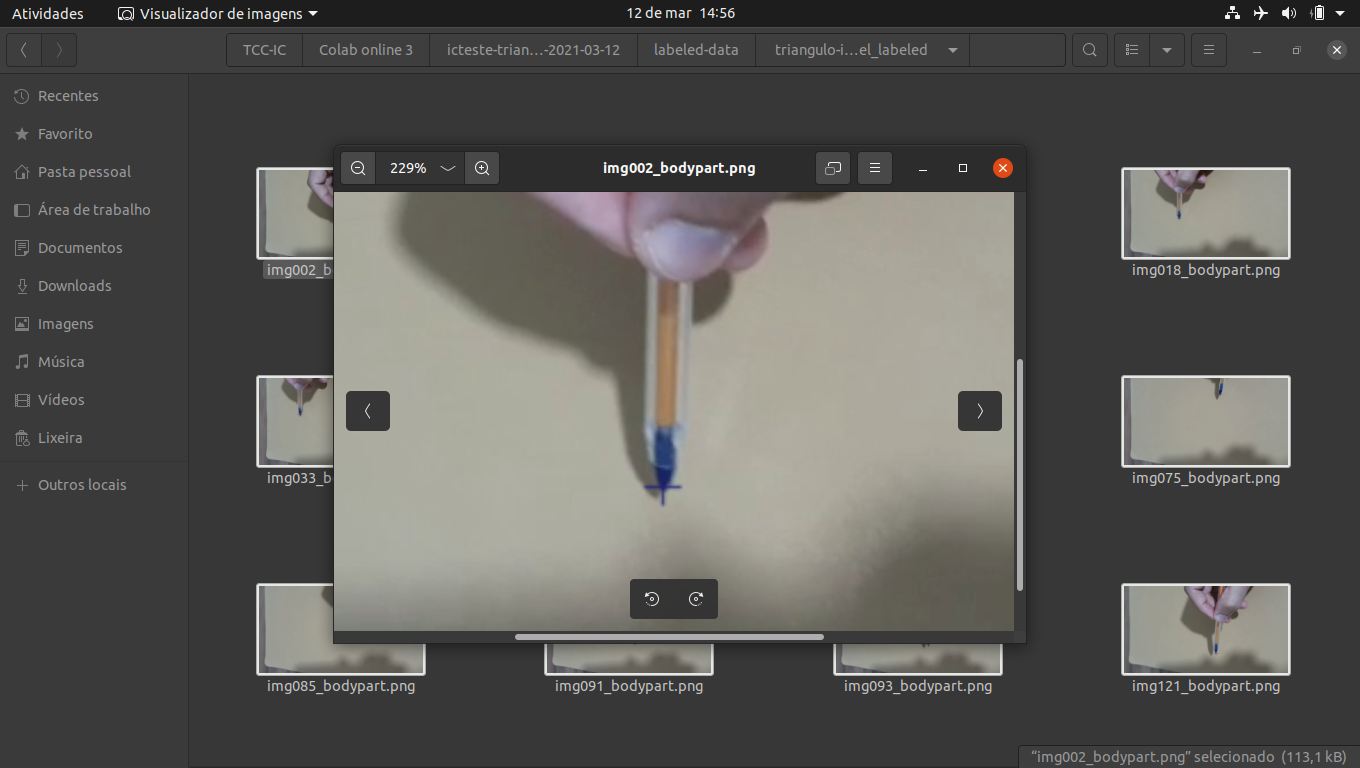 Atividades
Visualizador de imagens
12 de mar 14:56
TCC-IC
Colab online 3
icteste-trian...-2021-03-12
labeled-data
triangulo-i...el_labeled
Recentes
Favorito
Pasta pessoal
Área de trabalho
Documentos
Downloads
Imagens
Música
Vídeos
Lixeira
Outros locais
229%
img002_bodypart.png
img002_b
img018_bodypart.png
img033_b
img075_bodypart.png
img085_bodypart.png
img091_bodypart.png
img093_bodypart.png
img121_bodypart.png
“img002_bodypart.png” selecionado (113,1 kB)